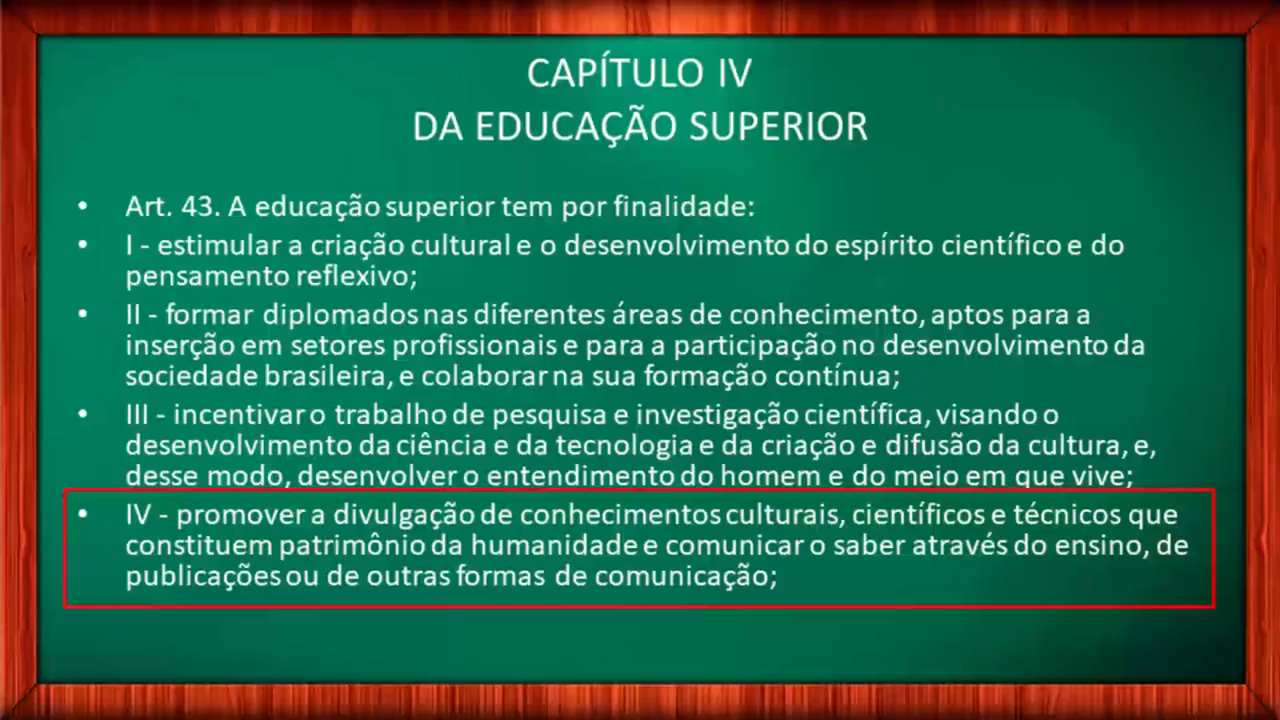 CAPÍTULO IV
DA EDUCAÇÃO SUPERIOR
• Art. 43. A educação superior tem por finalidade:
• I - estimular a criação cultural e o desenvolvimento do espírito científico e do
pensamento reflexivo;
• II - formar diplomados nas diferentes áreas de conhecimento, aptos para a
inserção em setores profissionais e para a participação no desenvolvimento da
sociedade brasileira, e colaborar na sua formação contínua;
• III - incentivar o trabalho de pesquisa e investigação científica, visando o
desenvolvimento da ciência e da tecnologia e da criação e difusão da cultura, e,
desse modo, desenvolver o entendimento do homem e do meio em que vive;
• IV - promover a divulgação de conhecimentos culturais, científicos e técnicos que
constituem patrimônio da humanidade e comunicar o saber através do ensino, de
publicações ou de outras formas de comunicação;